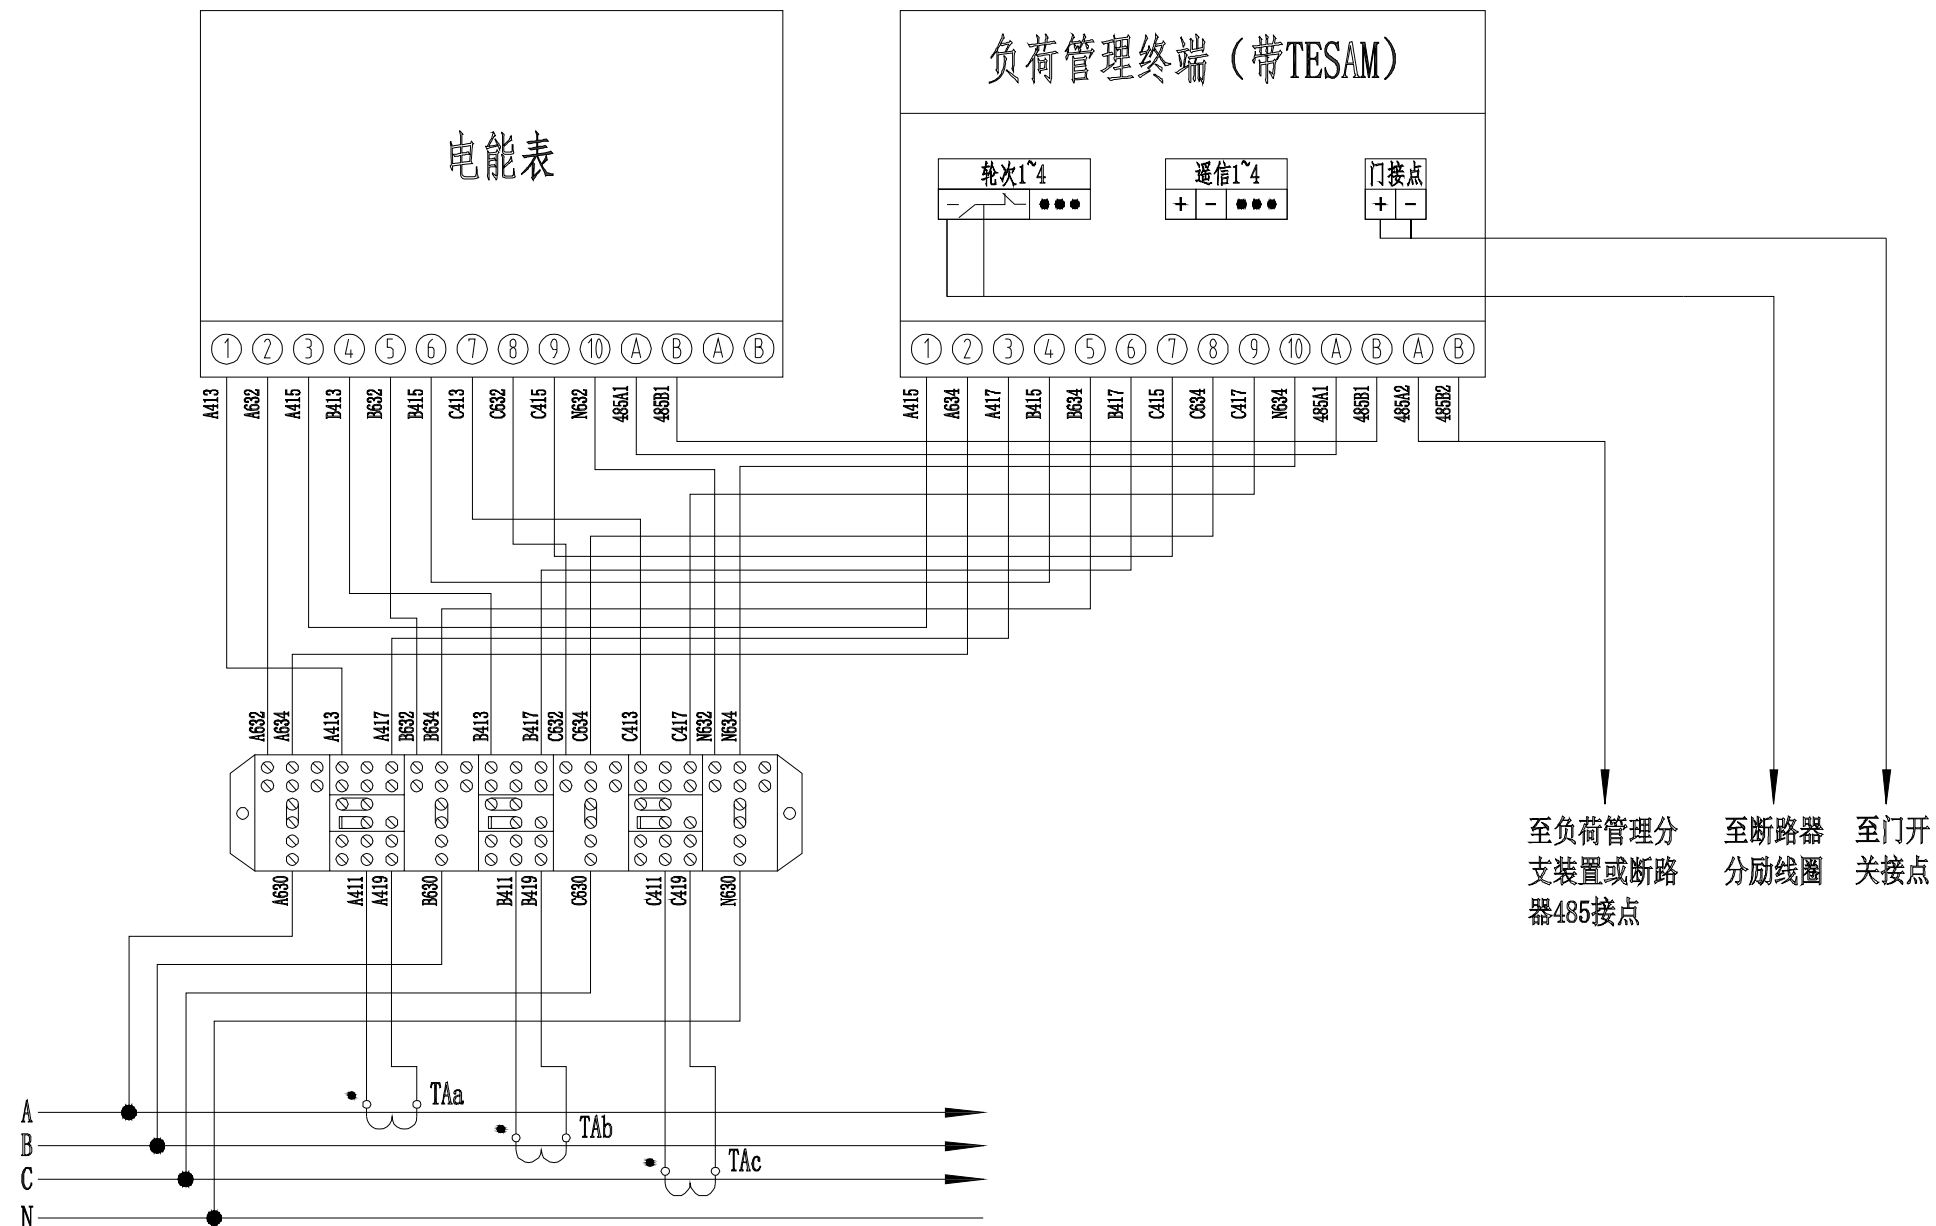 电能表
负荷管理终端（带TESAM）
轮次1~4
遥信1~4
门接点
+ - + -
1 2 3 4 5 6 7 8 9 10 A B A B
1 2 3 4 5 6 7 8 9 10 A B A B
A413 A632 A415 B413 B632 B415 C413 C632 C415 N632 485A1 485B1
A415 A634 A417 B415 B634 B417 C415 C634 C417 N634 485A1 485B1 485A2 485B2
A632 A634 A413 A417 B632 B634 B413 B417 C632 C634 C413 C417 N632 N634
A630 A411 A419 B630 B411 B419 C630 C411 C419 N630
至负荷管理分
支装置或断路
器485接点
至断路器
分励线圈
至门开
关接点
TAa
A
TAb
B
TAc
C
N